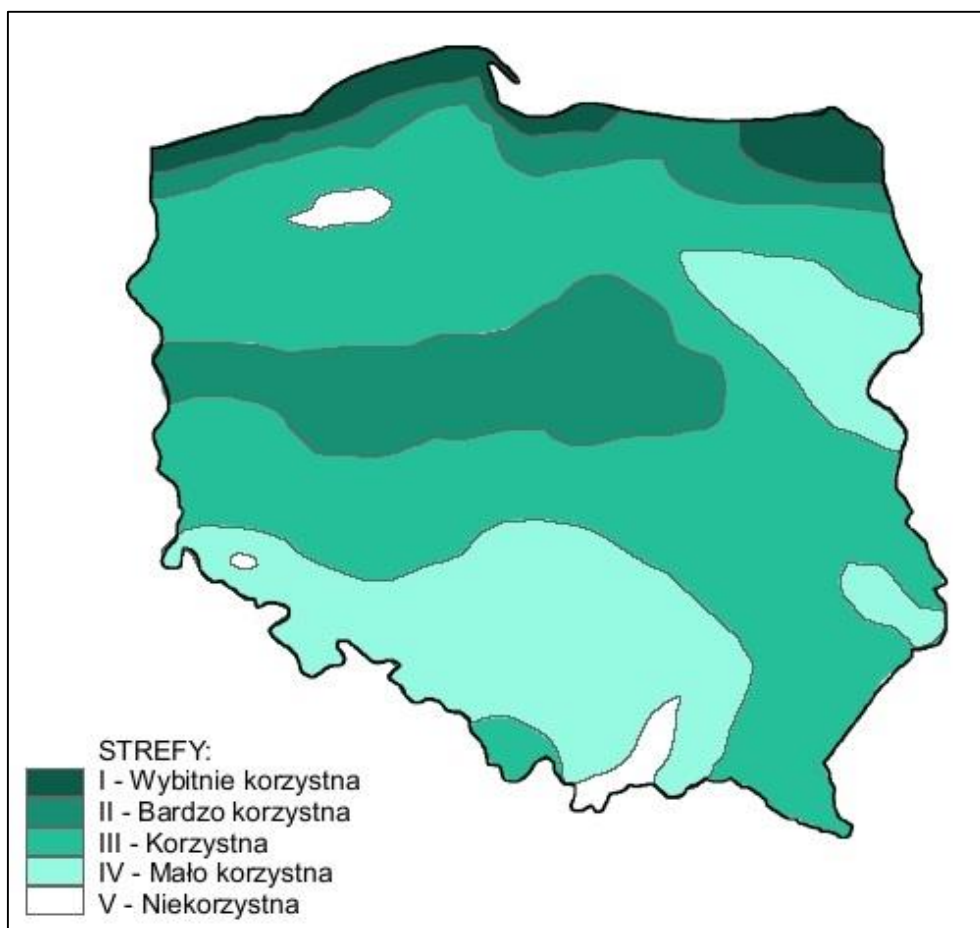 STREFY:
I - Wybitnie korzystna
II - Bardzo korzystna
III - Korzystna
IV - Mało korzystna
V - Niekorzystna